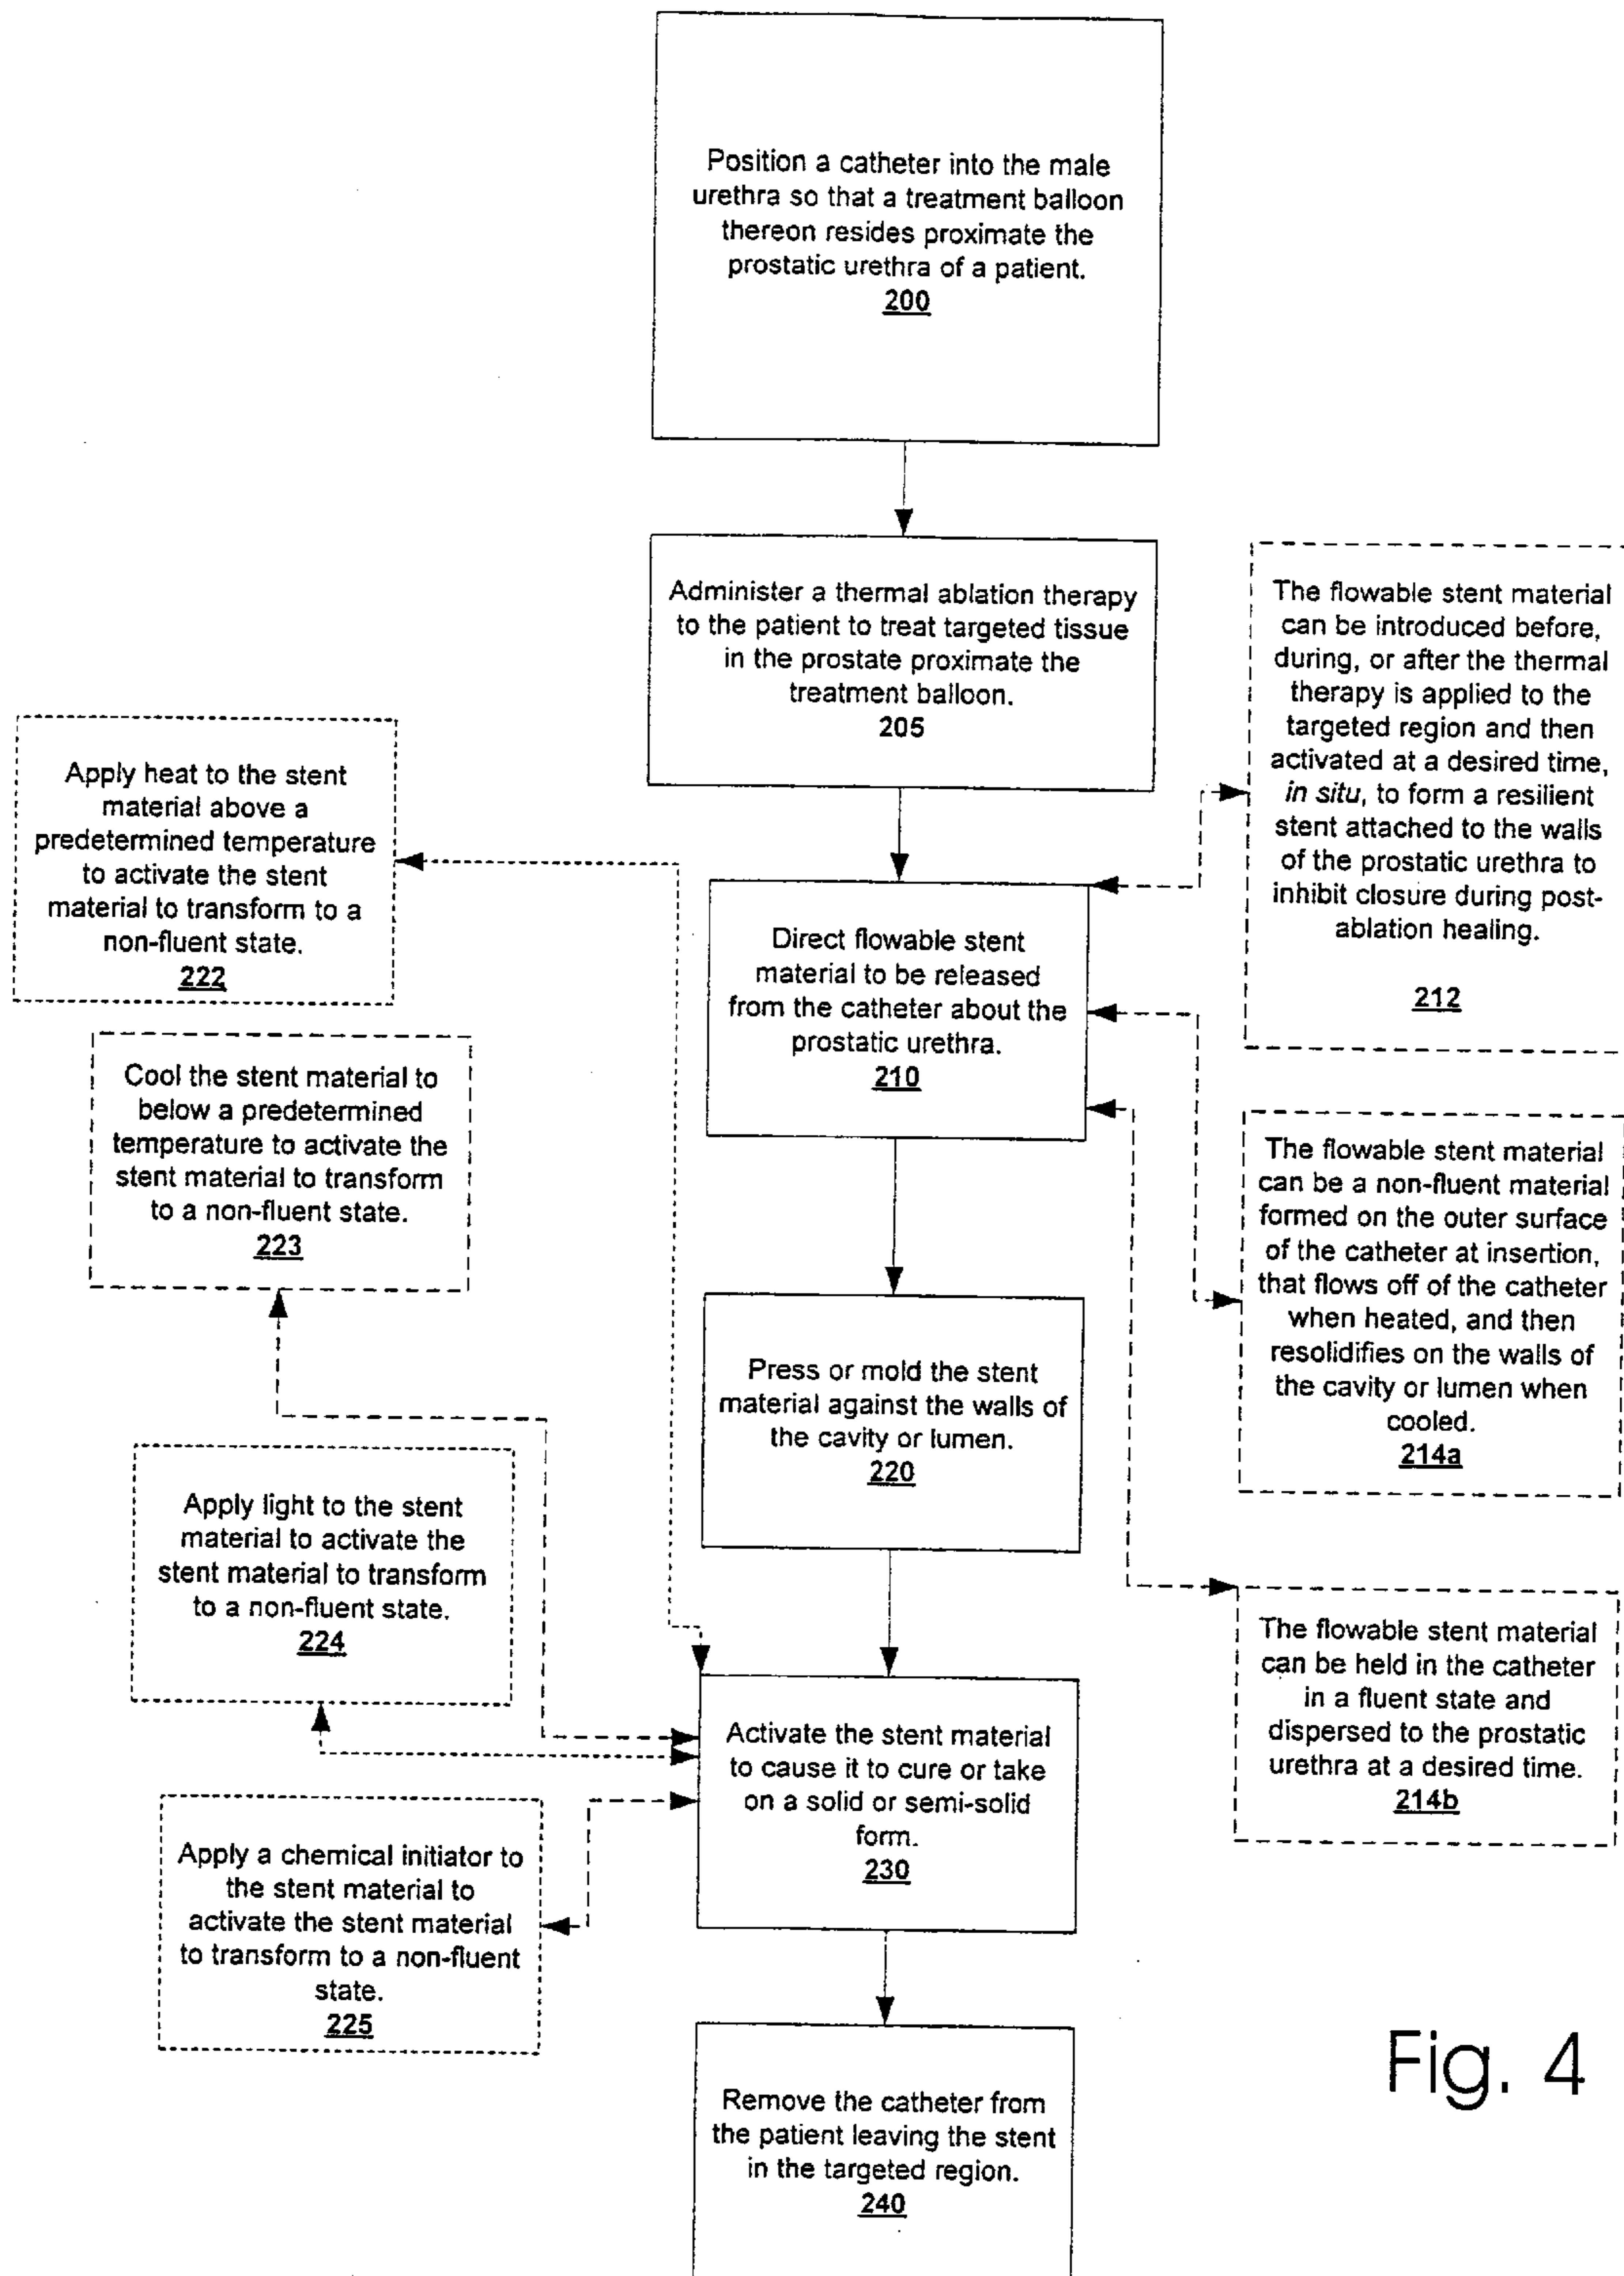 Position a catheter into the male
urethra so that a treatment balloon
thereon resides proximate the
prostatic urethra of a patient.
200
Administer a thermal ablation therapy
to the patient to treat targeted tissue
in the prostate proximate the
treatment balloon.
205
The flowable stent material
can be introduced before,
during, or after the thermal
therapy is applied to the
targeted region and then
activated at a desired time,
in situ, to form a resilient
stent attached to the walls
of the prostatic urethra to
inhibit closure during post-
ablation healing.
212
Apply heat to the stent
material above a
predetermined temperature
to activate the stent
material to transform to a
non-fluent state.
222
Direct flowable stent
material to be released
from the catheter about the
prostatic urethra.
210
Cool the stent material to
below a predetermined
temperature to activate the
stent material to transform
to a non-fluent state.
223
The flowable stent material
can be a non-fluent material
formed on the outer surface
of the catheter at insertion,
that flows off of the catheter
when heated, and then
resolidifies on the walls of
the cavity or lumen when
cooled.
214a
Press or mold the stent
material against the walls of
the cavity or lumen.
220
Apply light to the stent
material to activate the
stent material to transform
to a non-fluent state.
224
The flowable stent material
can be held in the catheter
in a fluent state and
dispersed to the prostatic
urethra at a desired time.
214b
Activate the stent material
to cause it to cure or take
on a solid or semi-solid
form.
230
Apply a chemical initiator to
the stent material to
activate the stent material
to transform to a non-fluent
state.
225
Remove the catheter from
the patient leaving the stent
in the targeted region.
240
Fig. 4